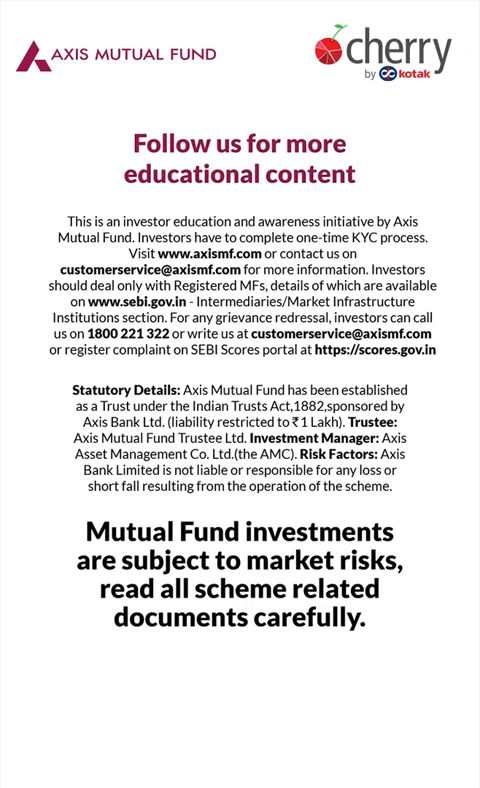 AXIS MUTUAL FUND
cherry
by kotak
Follow us for more
educational content
This is an investor education and awareness initiative by Axis
Mutual Fund. Investors have to complete one-time KYC process.
Visit www.axismf.com or contact us on
customerservice@axismf.com for more information. Investors
should deal only with Registered MFs, details of which are available
on www.sebi.gov.in - Intermediaries/Market Infrastructure
Institutions section. For any grievance redressal, investors can call
us on 1800 221 322 or write us at customerservice@axismf.com
or register complaint on SEBI Scores portal at https://scores.gov.in
Statutory Details: Axis Mutual Fund has been established
as a Trust under the Indian Trusts Act,1882,sponsored by
Axis Bank Ltd. (liability restricted to ₹1 Lakh). Trustee:
Axis Mutual Fund Trustee Ltd. Investment Manager: Axis
Asset Management Co. Ltd.(the AMC). Risk Factors: Axis
Bank Limited is not liable or responsible for any loss or
short fall resulting from the operation of the scheme.
Mutual Fund investments
are subject to market risks,
read all scheme related
documents carefully.